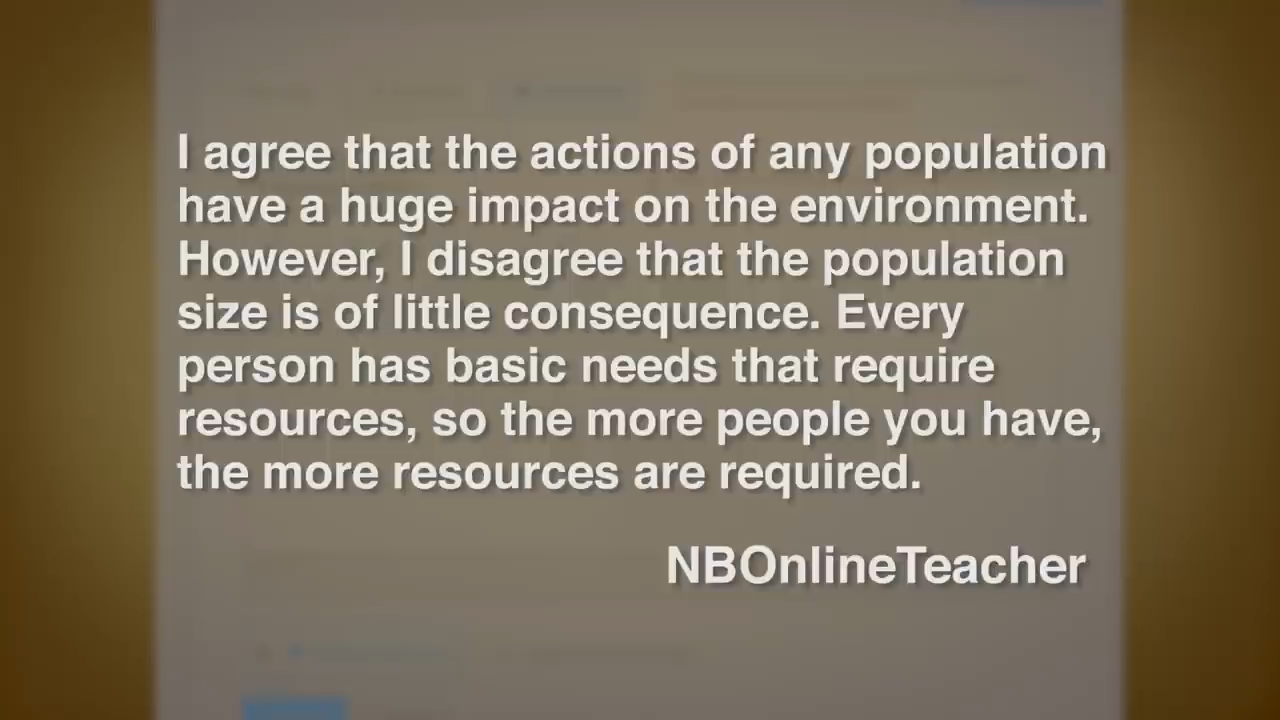 I agree that the actions of any population
have a huge impact on the environment.
However, I disagree that the population
size is of little consequence. Every
person has basic needs that require
resources, so the more people you have,
the more resources are required.
NBOnlineTeacher